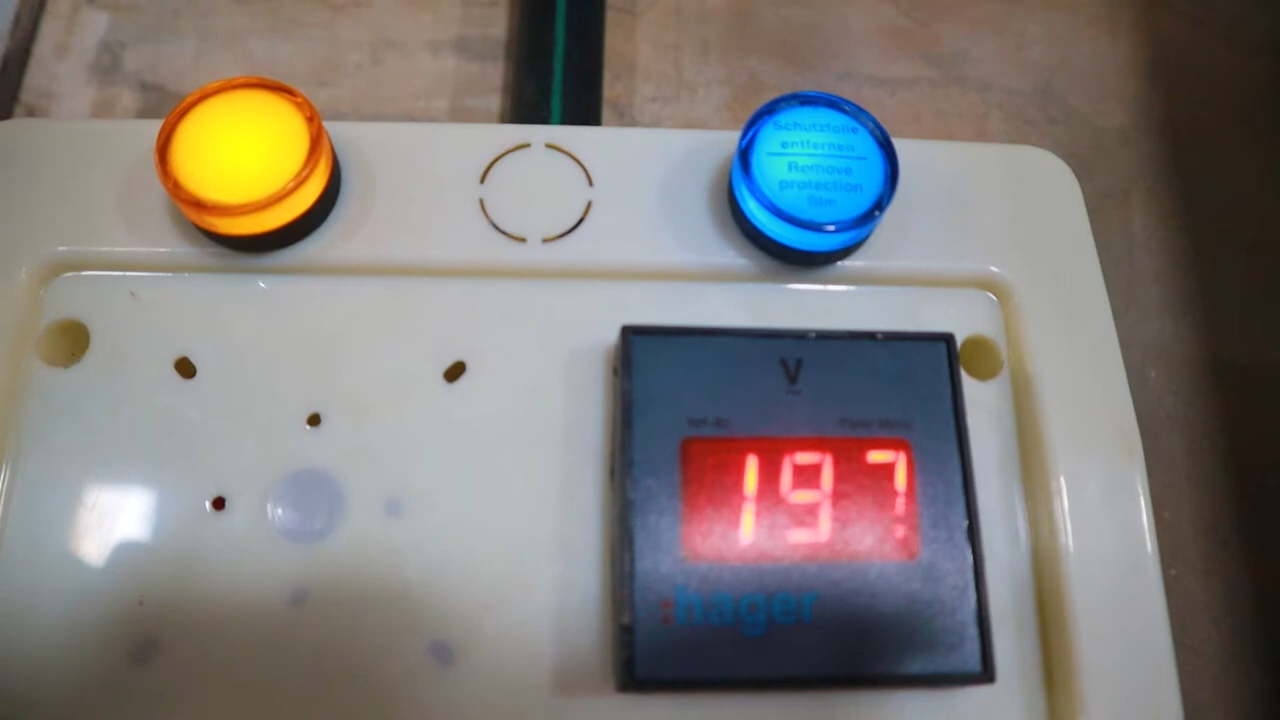 Schutzfolie
entfernen
Remove
protection
film
V
197
:hager